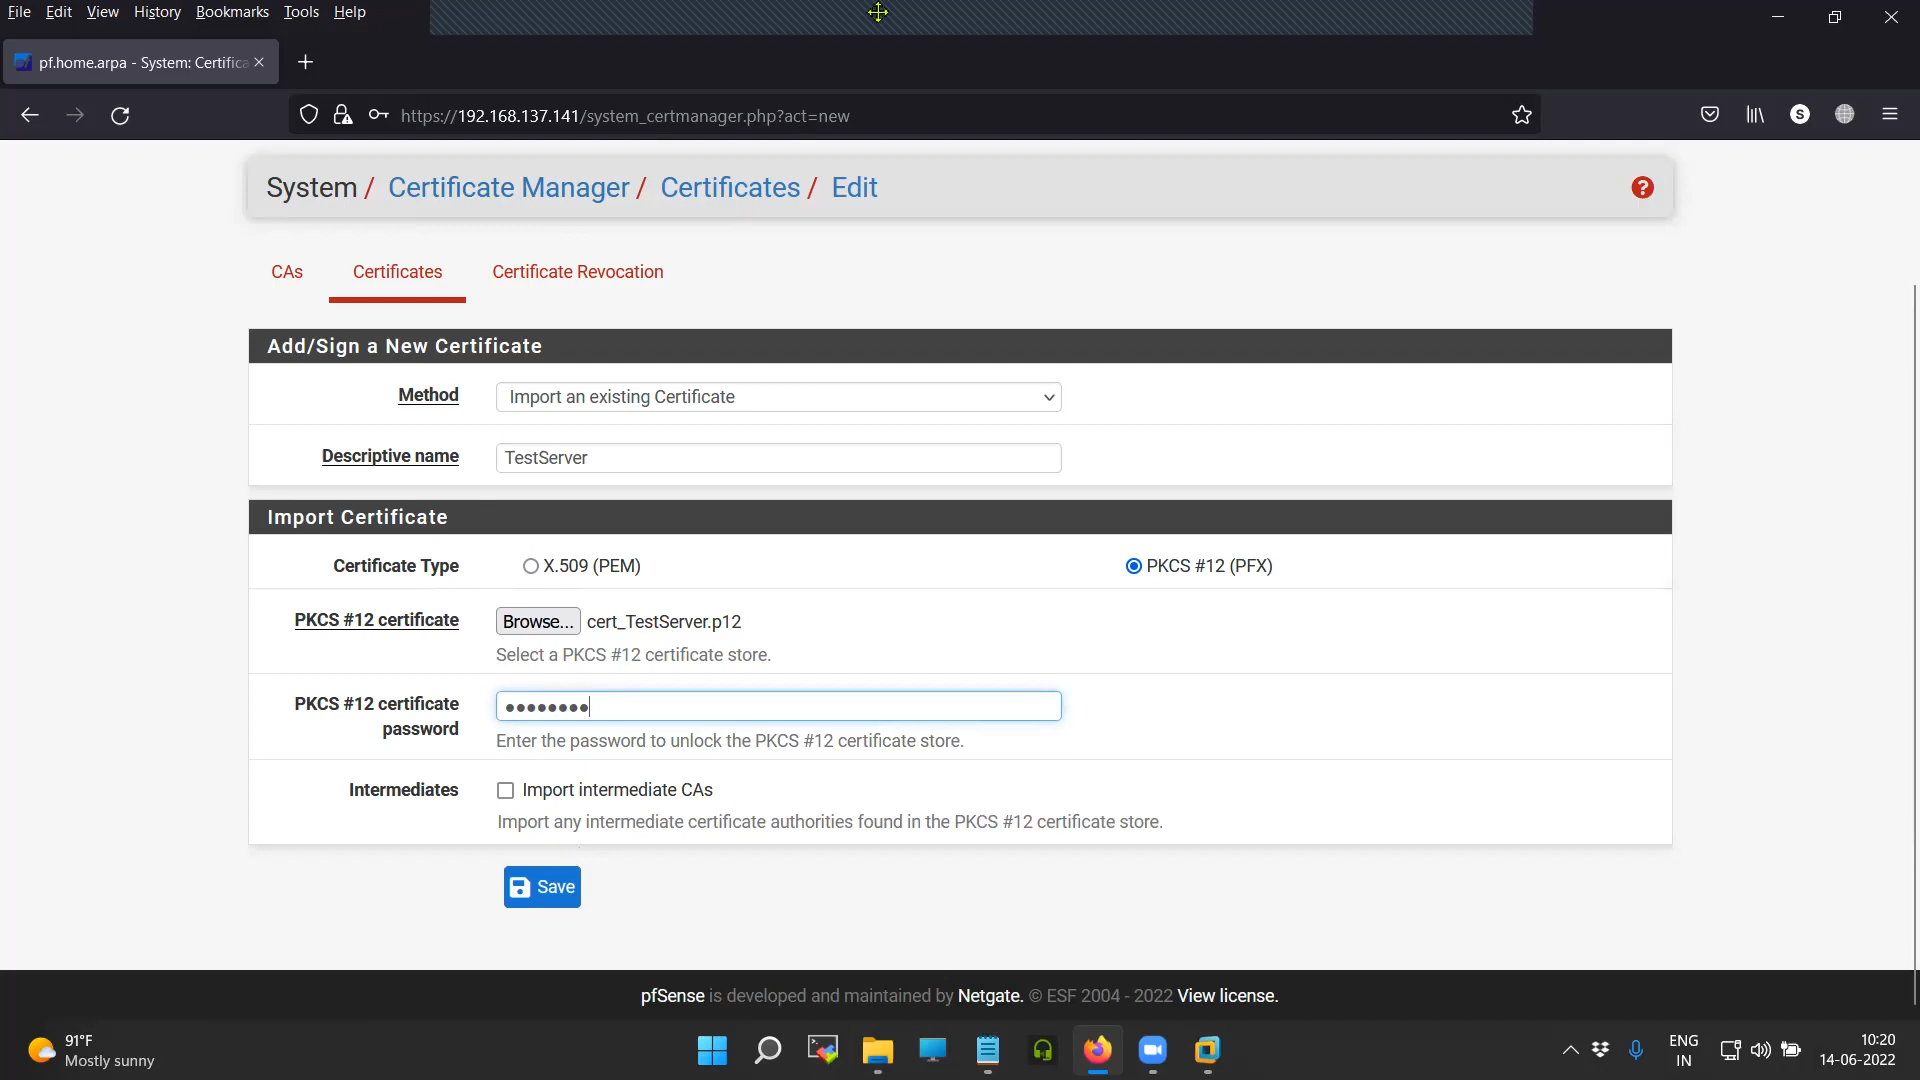 File Edit View History Bookmarks Tools Help
pf.home.arpa - System: Certifica
https://192.168.137.141/system_certmanager.php?act=new
S
System / Certificate Manager / Certificates / Edit
?
CAs Certificates Certificate Revocation
Add/Sign a New Certificate
Method Import an existing Certificate
Descriptive name TestServer
Import Certificate
Certificate Type X.509 (PEM) PKCS #12 (PFX)
PKCS #12 certificate Browse... cert_TestServer.p12
Select a PKCS #12 certificate store.
PKCS #12 certificate
password
Enter the password to unlock the PKCS #12 certificate store.
Intermediates Import intermediate CAs
Import any intermediate certificate authorities found in the PKCS #12 certificate store.
Save
pfSense is developed and maintained by Netgate. © ESF 2004 - 2022 View license.
91°F
Mostly sunny
ENG
IN
10:20
14-06-2022